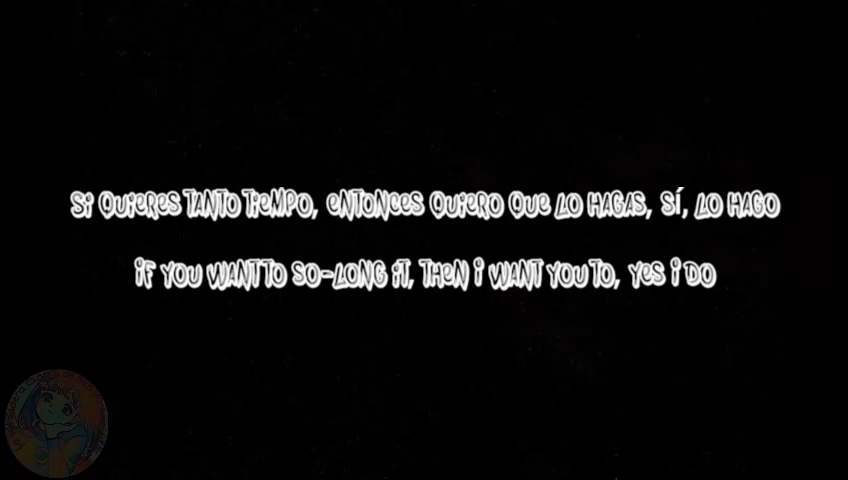 Si quieres tanto tiempo, entonces quiero que lo hagas, sí, lo hago
if you want to so-long it, then i want you to, yes i do